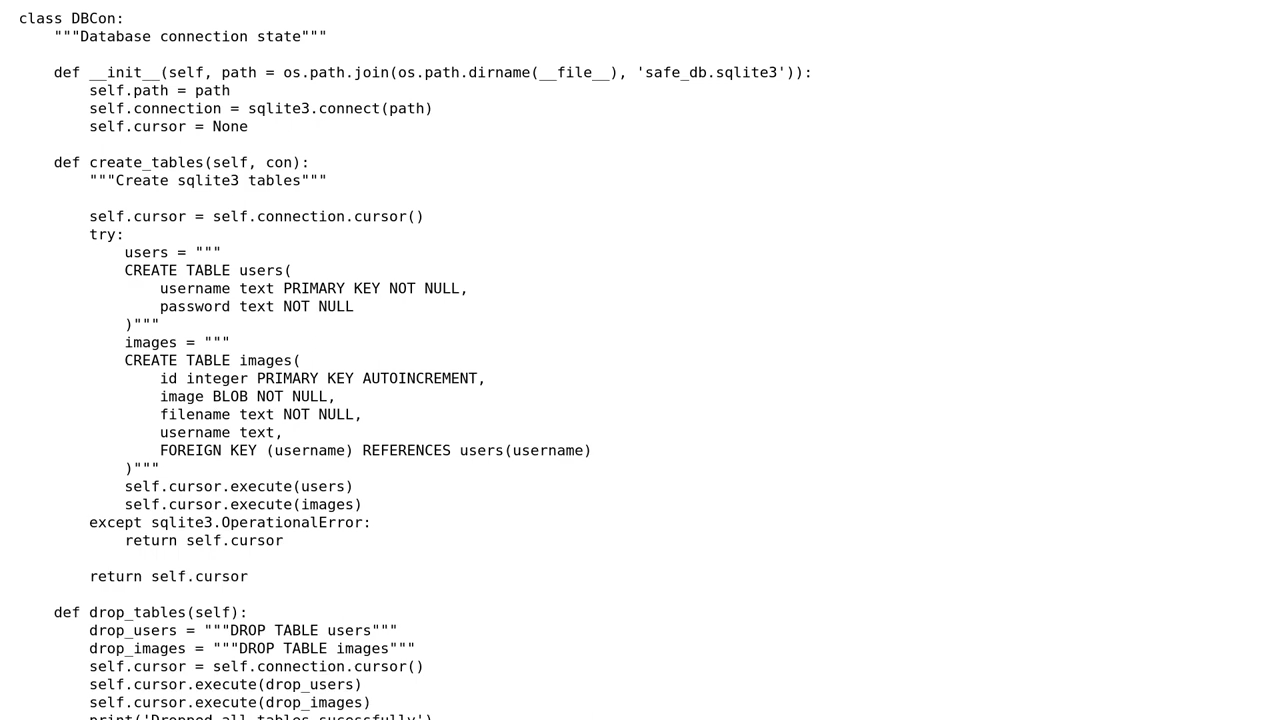 class DBCon:
    """Database connection state"""

    def __init__(self, path = os.path.join(os.path.dirname(__file__), 'safe_db.sqlite3')):
        self.path = path
        self.connection = sqlite3.connect(path)
        self.cursor = None

    def create_tables(self, con):
        """Create sqlite3 tables"""

        self.cursor = self.connection.cursor()
        try:
            users = """
            CREATE TABLE users(
                username text PRIMARY KEY NOT NULL,
                password text NOT NULL
            )"""
            images = """
            CREATE TABLE images(
                id integer PRIMARY KEY AUTOINCREMENT,
                image BLOB NOT NULL,
                filename text NOT NULL,
                username text,
                FOREIGN KEY (username) REFERENCES users(username)
            )"""
            self.cursor.execute(users)
            self.cursor.execute(images)
        except sqlite3.OperationalError:
            return self.cursor

        return self.cursor

    def drop_tables(self):
        drop_users = """DROP TABLE users"""
        drop_images = """DROP TABLE images"""
        self.cursor = self.connection.cursor()
        self.cursor.execute(drop_users)
        self.cursor.execute(drop_images)
        print('Dropped all tables sucessfully')